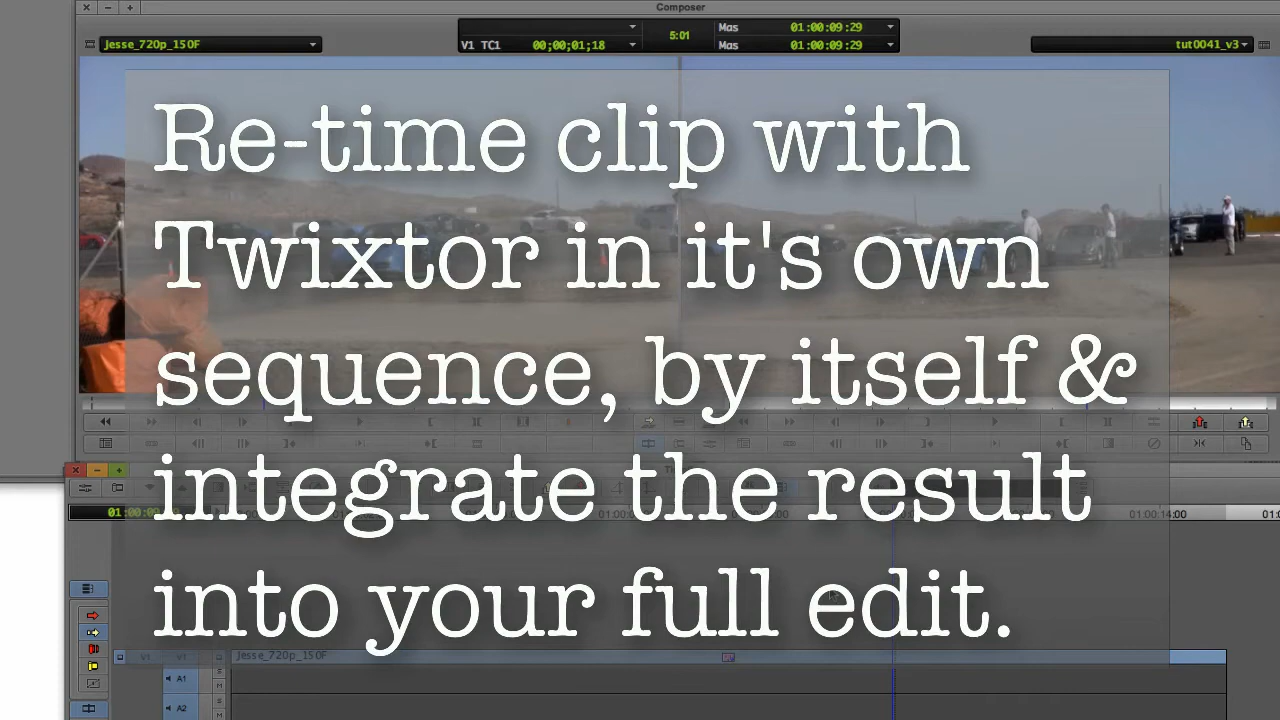 Composer
Jesse_720p_150F
V1 TC1 00;00;01;18
5:01
Mas 01:00:09:29
Mas 01:00:09:29
tut0041_v3
Re-time clip with
Twixtor in it's own
sequence, by itself &
integrate the result
into your full edit.
01:00:14:00
V1 V1 Jesse_720p_150F
A1 S M
A2 S M